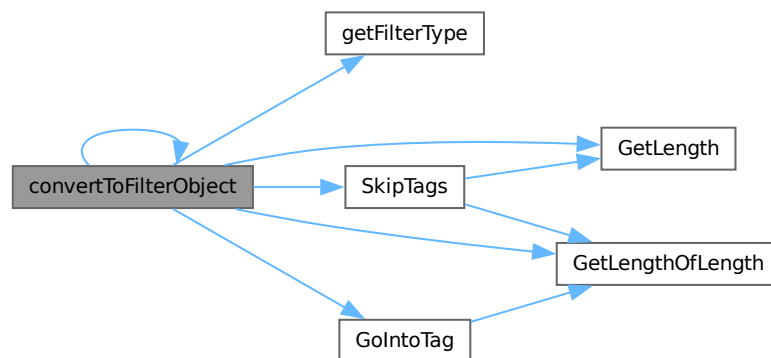 getFilterType
GetLength
convertToFilterObject
SkipTags
GetLengthOfLength
GoIntoTag